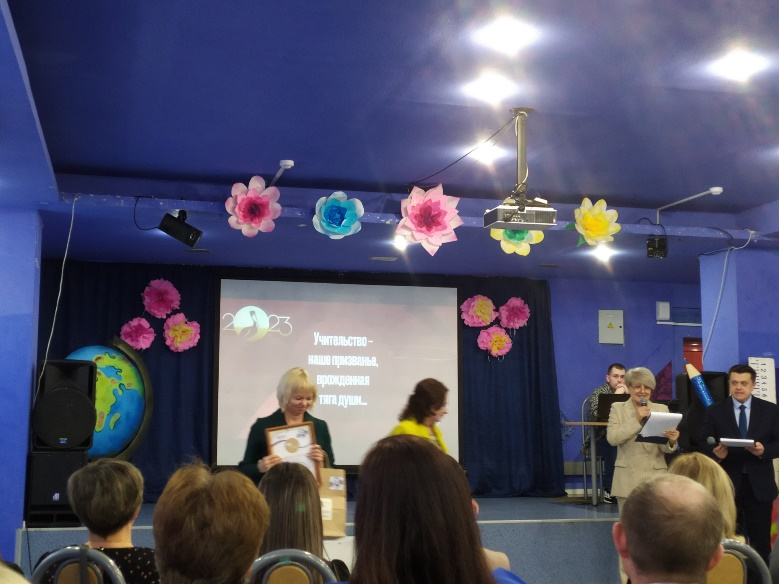 2023
Учительство –
наше призванье,
врожденная
тяга души...